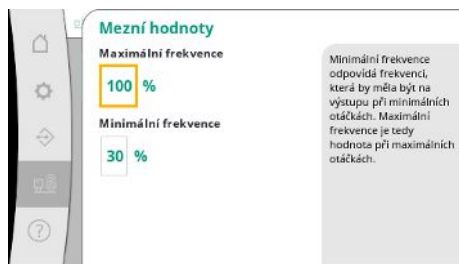 Mezní hodnoty
Maximální frekvence
100 %
Minimální frekvence
30 %
Minimální frekvence
odpovídá frekvenci,
která by měla být na
výstupu při minimálních
otáčkách. Maximální
frekvence je tedy
hodnota při maximálních
otáčkách.
?